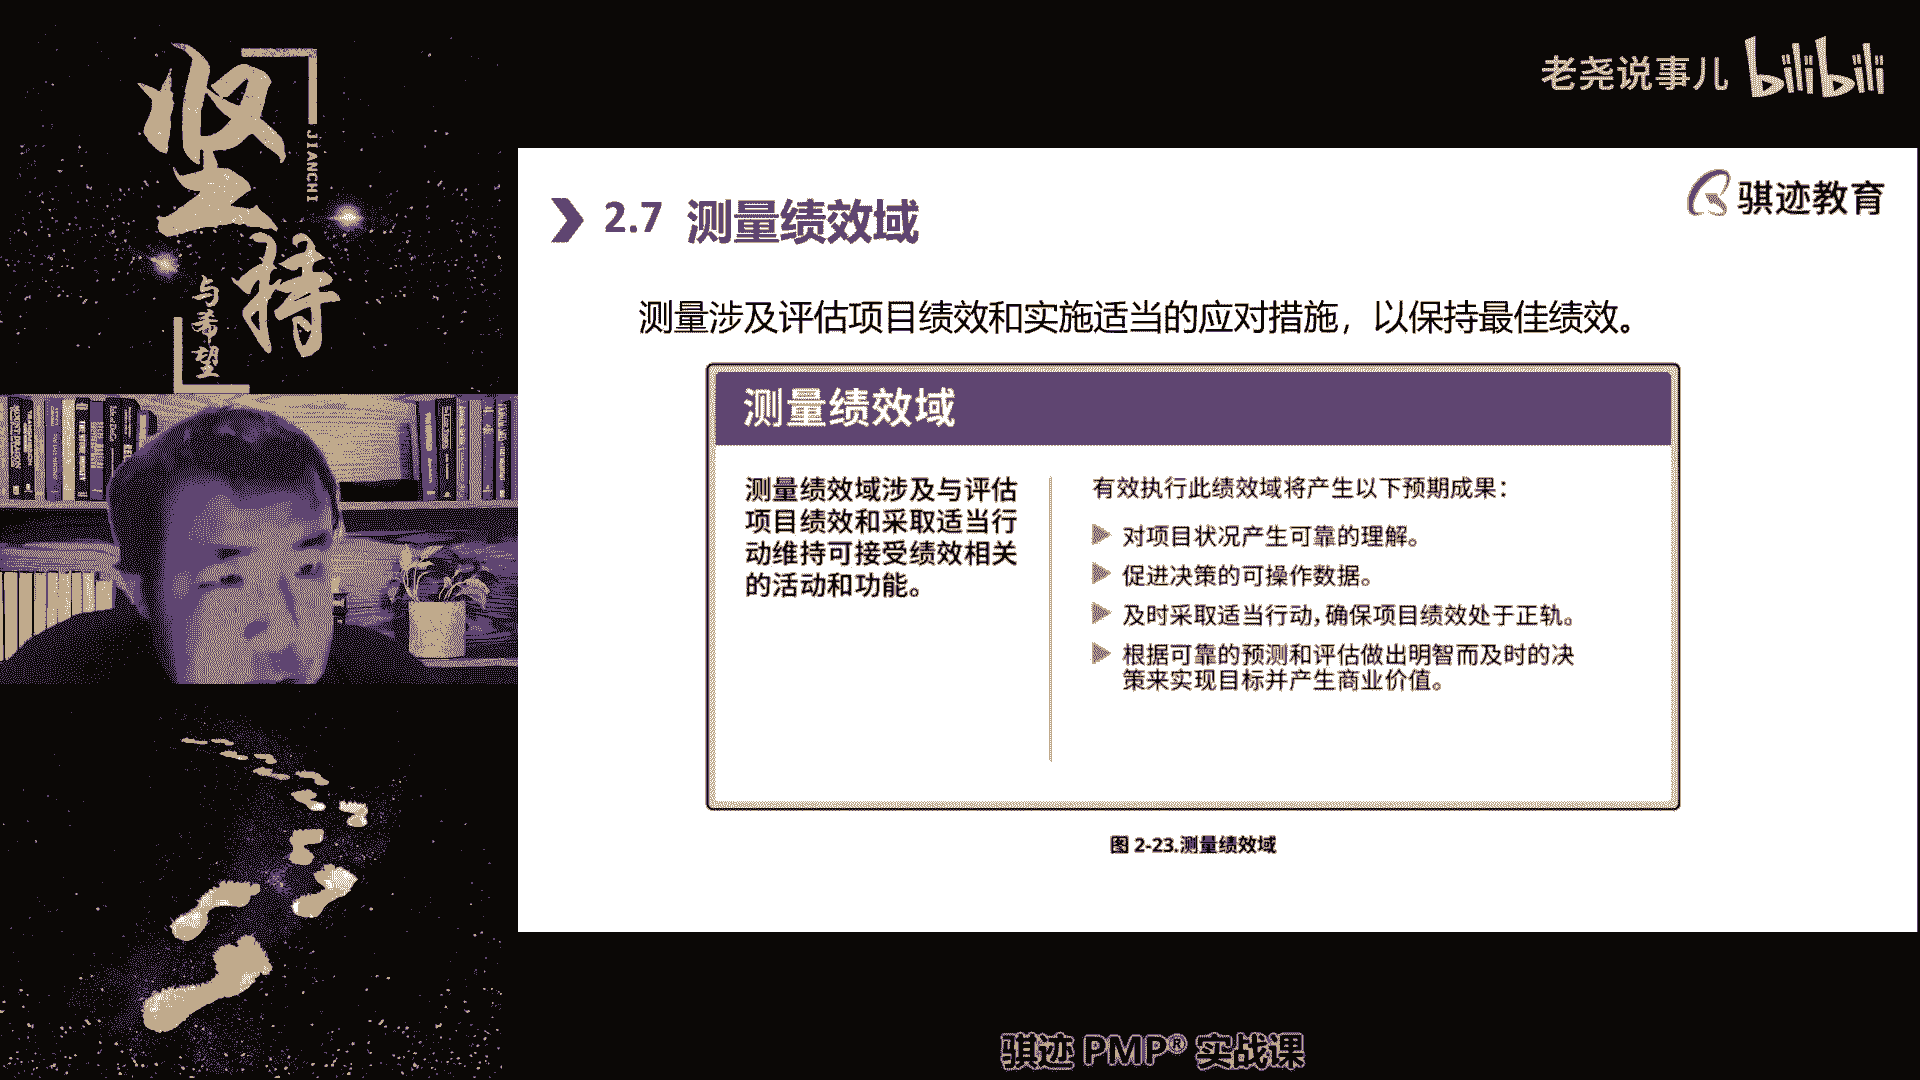 坚持
JIANCHI
与希望
老尧说事儿 bilibili
骐迹教育
2.7 测量绩效域
测量涉及评估项目绩效和实施适当的应对措施，以保持最佳绩效。
测量绩效域
测量绩效域涉及与评估
项目绩效和采取适当行
动维持可接受绩效相关
的活动和功能。
有效执行此绩效域将产生以下预期成果：
对项目状况产生可靠的理解。
促进决策的可操作数据。
及时采取适当行动，确保项目绩效处于正轨。
根据可靠的预测和评估做出明智而及时的决
策来实现目标并产生商业价值。
图 2-23.测量绩效域
骐迹 PMP® 实战课